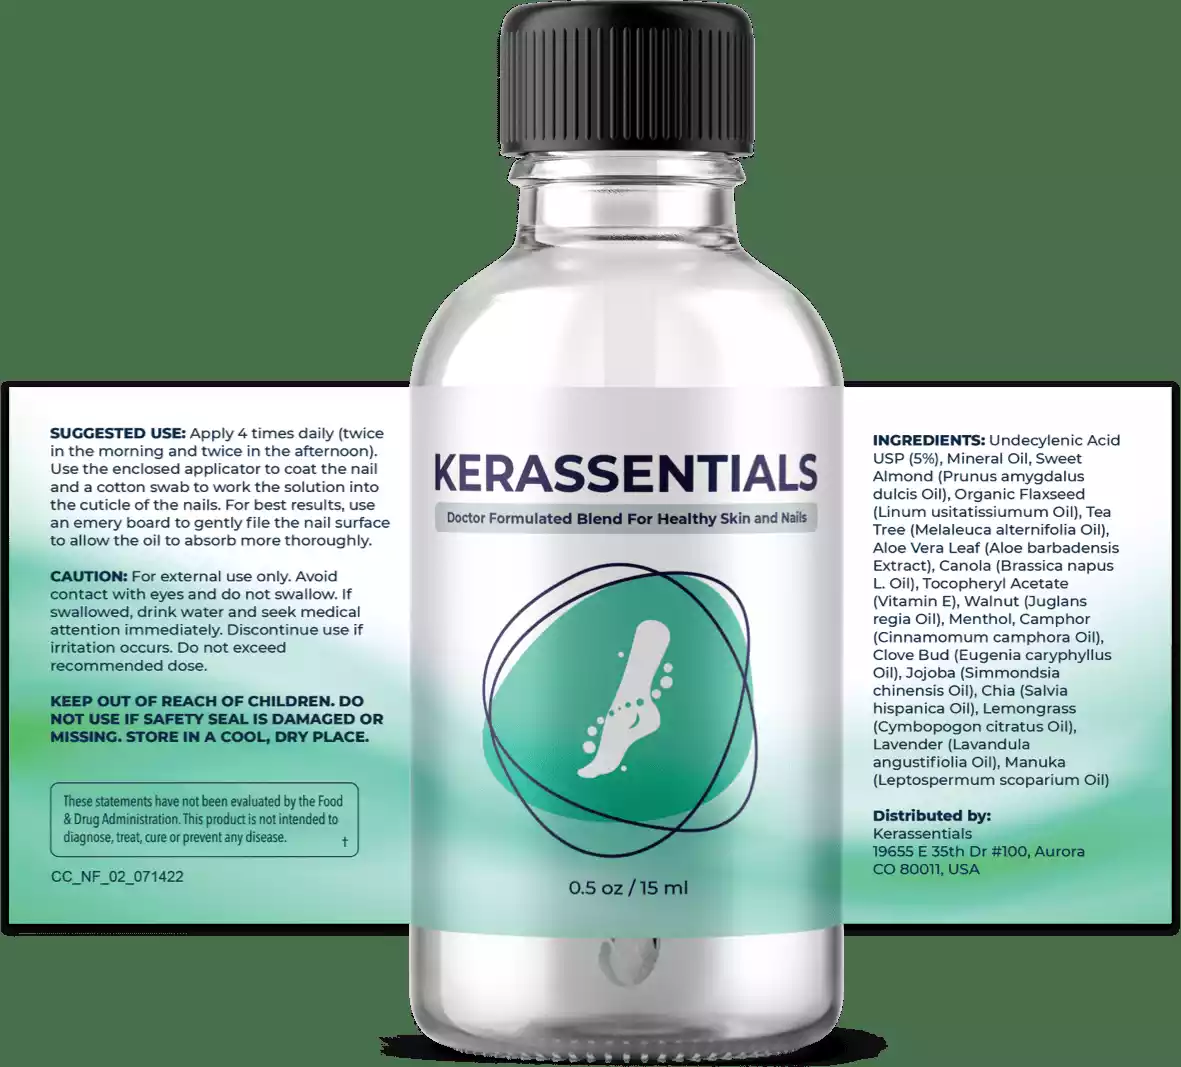 KERASSENTIALS
Doctor Formulated Blend For Healthy Skin and Nails
0.5 oz / 15 ml
SUGGESTED USE: Apply 4 times daily (twice
in the morning and twice in the afternoon).
Use the enclosed applicator to coat the nail
and a cotton swab to work the solution into
the cuticle of the nails. For best results, use
an emery board to gently file the nail surface
to allow the oil to absorb more thoroughly.
CAUTION: For external use only. Avoid
contact with eyes and do not swallow. If
swallowed, drink water and seek medical
attention immediately. Discontinue use if
irritation occurs. Do not exceed
recommended dose.
KEEP OUT OF REACH OF CHILDREN. DO
NOT USE IF SAFETY SEAL IS DAMAGED OR
MISSING. STORE IN A COOL, DRY PLACE.
These statements have not been evaluated by the Food
& Drug Administration. This product is not intended to
diagnose, treat, cure or prevent any disease. †
CC_NF_02_071422
INGREDIENTS: Undecylenic Acid
USP (5%), Mineral Oil, Sweet
Almond (Prunus amygdalus
dulcis Oil), Organic Flaxseed
(Linum usitatissiumum Oil), Tea
Tree (Melaleuca alternifolia Oil),
Aloe Vera Leaf (Aloe barbadensis
Extract), Canola (Brassica napus
L. Oil), Tocopheryl Acetate
(Vitamin E), Walnut (Juglans
regia Oil), Menthol, Camphor
(Cinnamomum camphora Oil),
Clove Bud (Eugenia caryphyllus
Oil), Jojoba (Simmondsia
chinensis Oil), Chia (Salvia
hispanica Oil), Lemongrass
(Cymbopogon citratus Oil),
Lavender (Lavandula
angustifiolia Oil), Manuka
(Leptospermum scoparium Oil)
Distributed by:
Kerassentials
19655 E 35th Dr #100, Aurora
CO 80011, USA